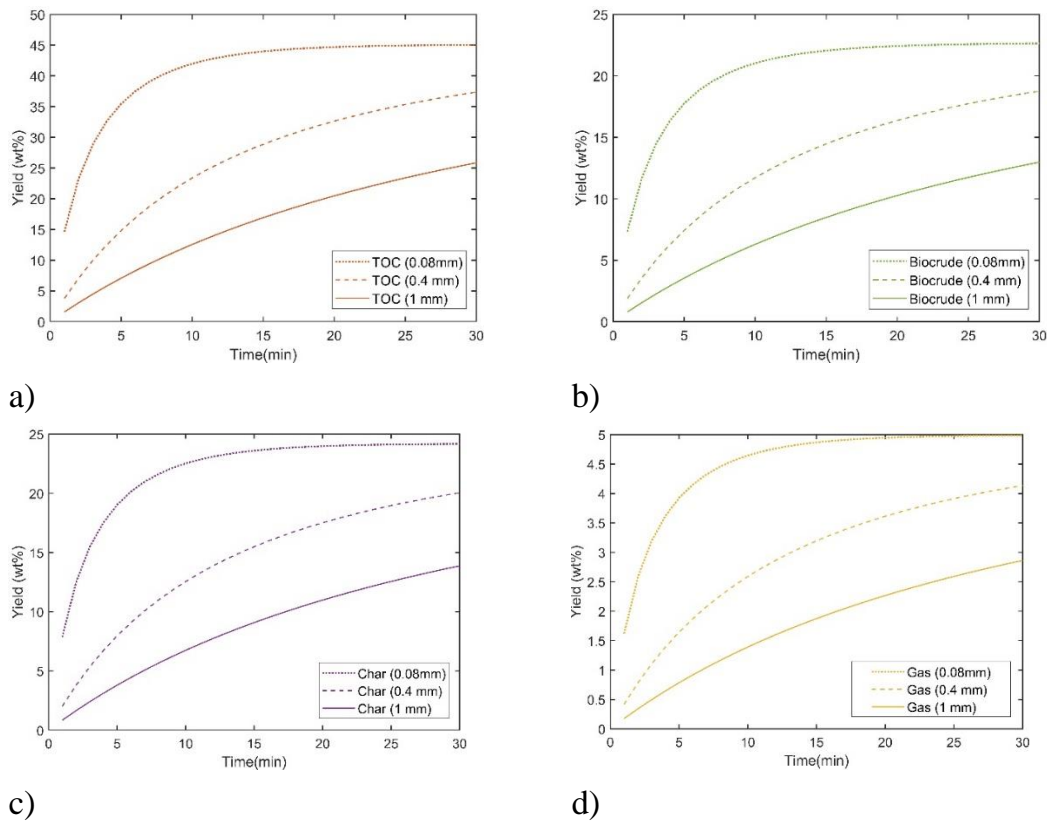 50
45
40
35
30
25
20
15
10
5
0
Yield (wt%)
TOC (0.08mm)
TOC (0.4 mm)
TOC (1 mm)
0 5 10 15 20 25 30
Time(min)
a)
25
20
15
10
5
0
Yield (wt%)
Biocrude (0.08mm)
Biocrude (0.4 mm)
Biocrude (1 mm)
0 5 10 15 20 25 30
Time(min)
b)
25
20
15
10
5
0
Yield (wt%)
Char (0.08mm)
Char (0.4 mm)
Char (1 mm)
0 5 10 15 20 25 30
Time(min)
c)
5
4.5
4
3.5
3
2.5
2
1.5
1
0.5
0
Yield (wt%)
Gas (0.08mm)
Gas (0.4 mm)
Gas (1 mm)
0 5 10 15 20 25 30
Time(min)
d)